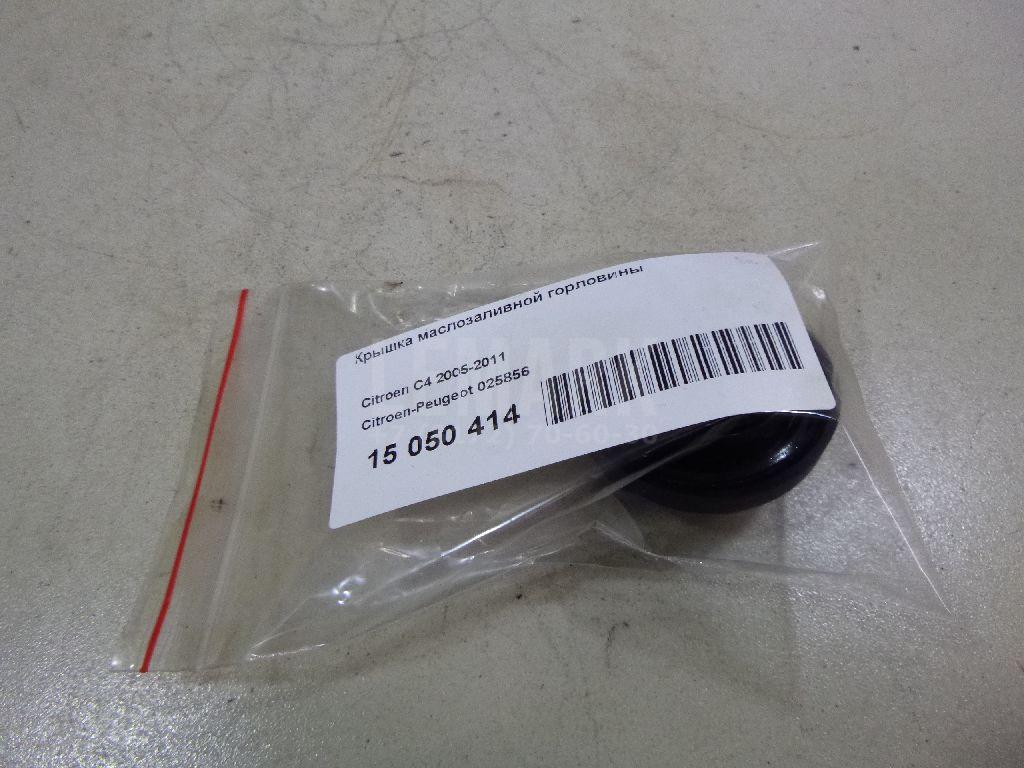 Крышка маслозаливной горловины
Citroen C4 2005-2011
Citroen-Peugeot 025856
15 050 414